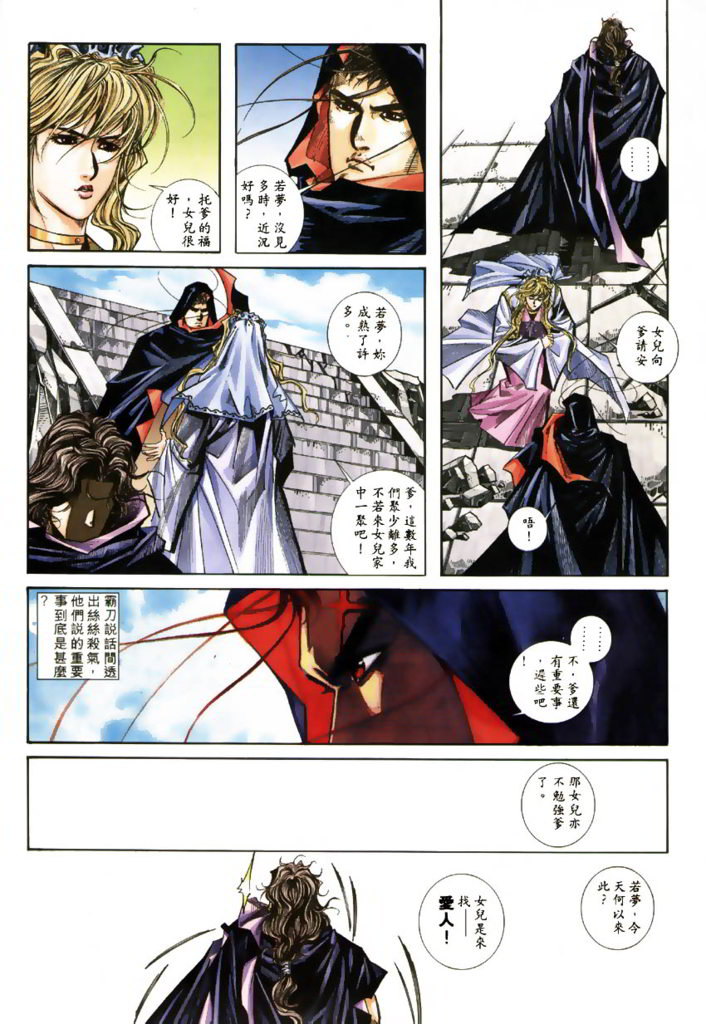 ⋯⋯
女兒向
爹請安
唔！
若夢，沒見
多時，近況
好嗎？
托爹的福
，女兒很
好！
若夢，妳
成熟了許
多。
爹，這數年我
們聚少離多，
不若來女兒家
中一聚吧！
⋯⋯
不，爹還
有重要事
，遲些吧
！
霸刀說話間透
出絲絲殺氣，
他們說的重要
事到底是甚麼
？
那女兒亦
不勉強爹
了。
若夢，今
天何以來
此？
女兒是來
找——
愛人！